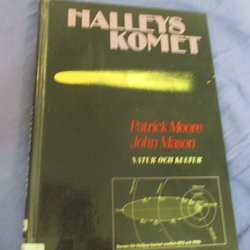 HALLEYS
KOMET
Patrick Moore
John Mason
NATUR OCH KULTUR